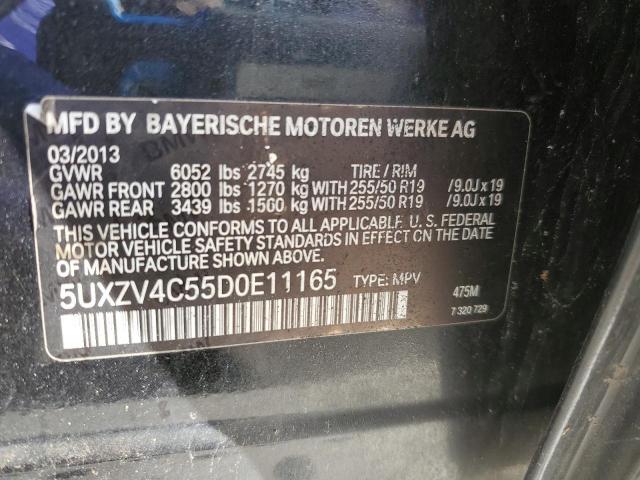 MFD BY BAYERISCHE MOTOREN WERKE AG
03/2013
GVWR 6052 lbs 2745 kg TIRE / RIM
GAWR FRONT 2800 lbs 1270 kg WITH 255/50 R19 /9.0J x 19
GAWR REAR 3439 lbs 1560 kg WITH 255/50 R19 /9.0J x 19
THIS VEHICLE CONFORMS TO ALL APPLICABLE U. S. FEDERAL
MOTOR VEHICLE SAFETY STANDARDS IN EFFECT ON THE
DATE OF MANUFACTURE SHOWN ABOVE.
5UXZV4C55D0E11165 TYPE: MPV 475M
7 320 729